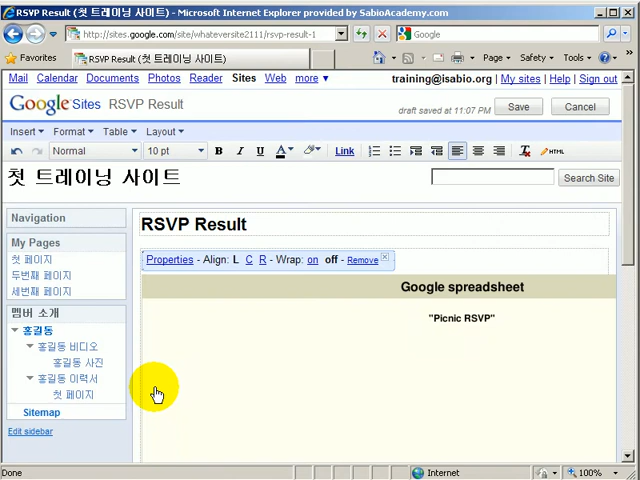 RSVP Result (첫 트레이닝 사이트) - Microsoft Internet Explorer provided by SabioAcademy.com
http://sites.google.com/site/whateversite2111/rsvp-result-1
Google
Favorites
RSVP Result (첫 트레이닝 사이트)
Page
Safety
Tools
Mail Calendar Documents Photos Reader Sites Web more
training@isabio.org | My sites | Help | Sign out
Google Sites RSVP Result
draft saved at 11:07 PM
Save
Cancel
Insert Format Table Layout
Normal
10 pt
B I U A
Link
T
HTML
첫 트레이닝 사이트
Search Site
Navigation
My Pages
첫 페이지
두번째 페이지
세번째 페이지
멤버 소개
홍길동
홍길동 비디오
홍길동 사진
홍길동 이력서
첫 페이지
Sitemap
Edit sidebar
RSVP Result
Properties - Align: L C R - Wrap: on off - Remove
Google spreadsheet
"Picnic RSVP"
Done
Internet
100%